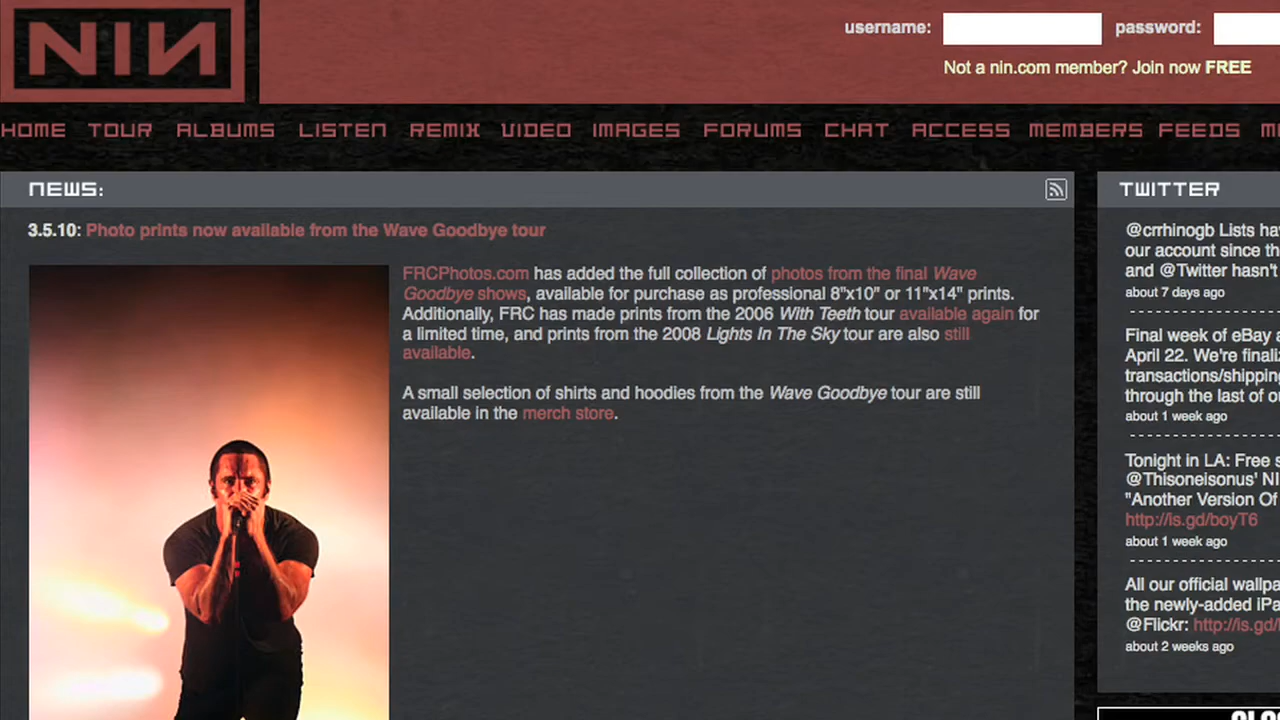 NIN
username:
password:
Not a nin.com member? Join now FREE
HOME TOUR ALBUMS LISTEN REMIX VIDEO IMAGES FORUMS CHAT ACCESS MEMBERS FEEDS
NEWS:
3.5.10: Photo prints now available from the Wave Goodbye tour
FRCPhotos.com has added the full collection of photos from the final Wave
Goodbye shows, available for purchase as professional 8"x10" or 11"x14" prints.
Additionally, FRC has made prints from the 2006 With Teeth tour available again for
a limited time, and prints from the 2008 Lights In The Sky tour are also still
available.
A small selection of shirts and hoodies from the Wave Goodbye tour are still
available in the merch store.
TWITTER
@crrhinogb Lists
our account since
and @Twitter hasn't
about 7 days ago
Final week of eBay
April 22. We're
transactions/shipping
through the last of
about 1 week ago
Tonight in LA: Free
@Thisoneisonus'
"Another Version Of
http://is.gd/boyT6
about 1 week ago
All our official
the newly-added
@Flickr: http://is.gd/
about 2 weeks ago